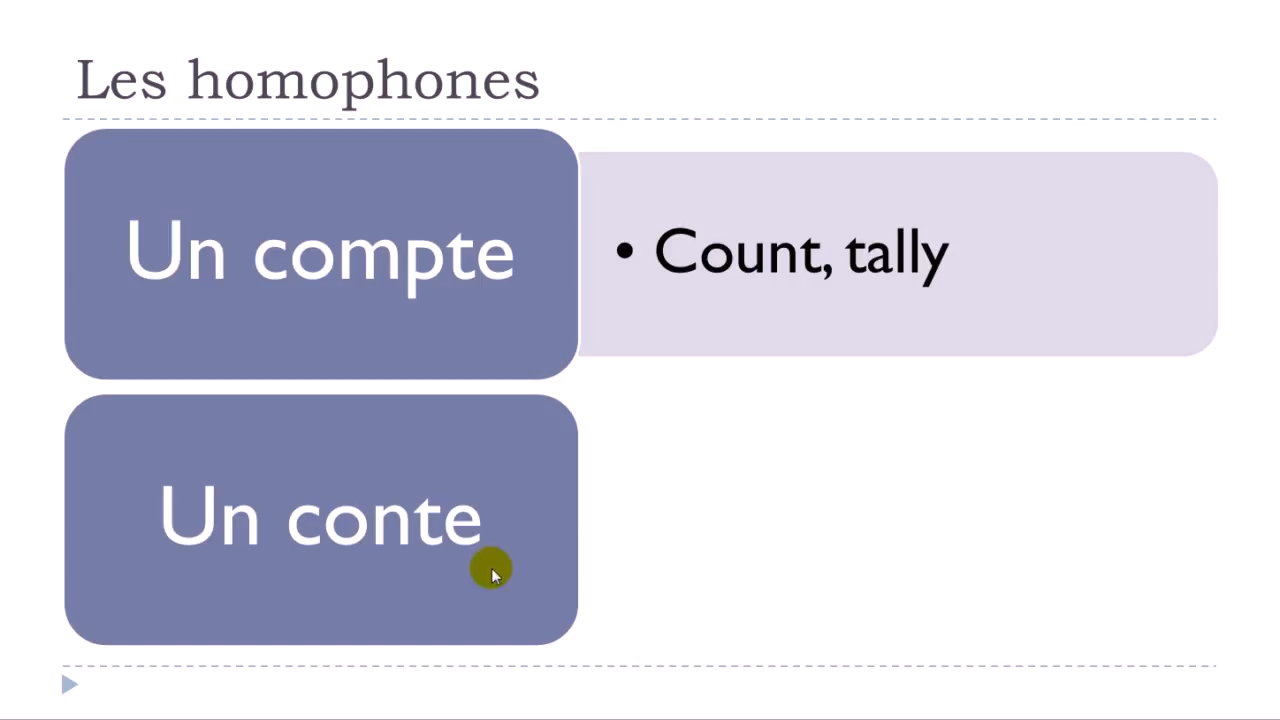 Les homophones
Un compte
• Count, tally
Un conte